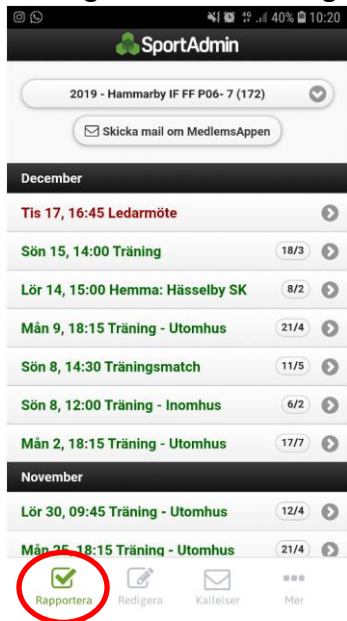 4G 40% 10:20
SportAdmin
2019 - Hammarby IF FF P06- 7 (172)
Skicka mail om MedlemsAppen
December
Tis 17, 16:45 Ledarmöte
Sön 15, 14:00 Träning 18/3
Lör 14, 15:00 Hemma: Hässelby SK 8/2
Mån 9, 18:15 Träning - Utomhus 21/4
Sön 8, 14:30 Träningsmatch 11/5
Sön 8, 12:00 Träning - Inomhus 6/2
Mån 2, 18:15 Träning - Utomhus 17/7
November
Lör 30, 09:45 Träning - Utomhus 12/4
Mån 25, 18:15 Träning - Utomhus 21/4
Rapportera Redigera Kallelser Mer